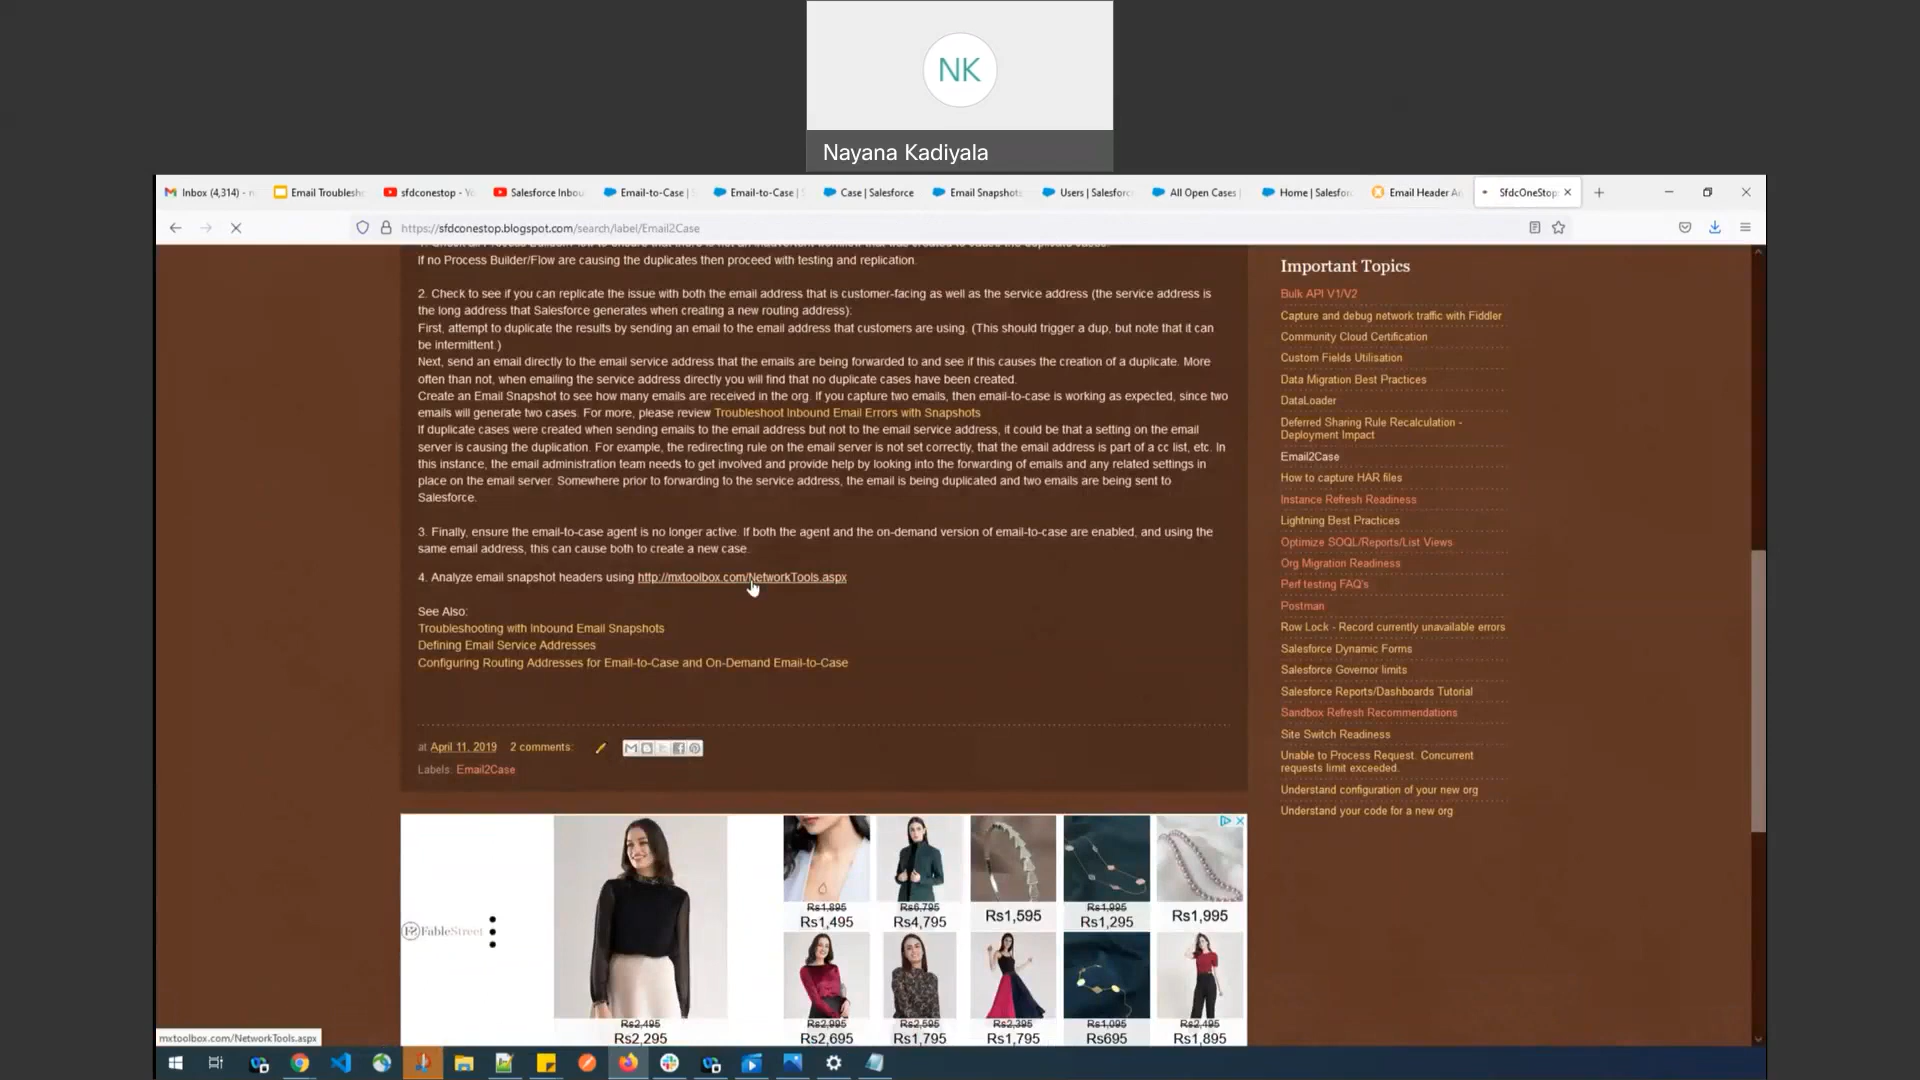 NK
Nayana Kadiyala
Inbox (4,314) -
Email Troublesh
sfdconestop - Yo
Salesforce Inbou
Email-to-Case |
Email-to-Case | S
Case | Salesforce
Email Snapshots
Users | Salesforc
All Open Cases |
Home | Salesfor
Email Header An
SfdcOneStop
https://sfdconestop.blogspot.com/search/label/Email2Case
If no Process Builder/Flow are causing the duplicates then proceed with testing and replication.
2. Check to see if you can replicate the issue with both the email address that is customer-facing as well as the service address (the service address is
the long address that Salesforce generates when creating a new routing address):
First, attempt to duplicate the results by sending an email to the email address that customers are using. (This should trigger a dup, but note that it can
be intermittent.)
Next, send an email directly to the email service address that the emails are being forwarded to and see if this causes the creation of a duplicate. More
often than not, when emailing the service address directly you will find that no duplicate cases have been created.
Create an Email Snapshot to see how many emails are received in the org. If you capture two emails, then email-to-case is working as expected, since two
emails will generate two cases. For more, please review Troubleshoot Inbound Email Errors with Snapshots
If duplicate cases were created when sending emails to the email address but not to the email service address, it could be that a setting on the email
server is causing the duplication. For example, the redirecting rule on the email server is not set correctly, that the email address is part of a cc list, etc. In
this instance, the email administration team needs to get involved and provide help by looking into the forwarding of emails and any related settings in
place on the email server. Somewhere prior to forwarding to the service address, the email is being duplicated and two emails are being sent to
Salesforce.
3. Finally, ensure the email-to-case agent is no longer active. If both the agent and the on-demand version of email-to-case are enabled, and using the
same email address, this can cause both to create a new case.
4. Analyze email snapshot headers using http://mxtoolbox.com/NetworkTools.aspx
See Also:
Troubleshooting with Inbound Email Snapshots
Defining Email Service Addresses
Configuring Routing Addresses for Email-to-Case and On-Demand Email-to-Case
at April 11, 2019 2 comments:
Labels: Email2Case
Important Topics
Bulk API V1/V2
Capture and debug network traffic with Fiddler
Community Cloud Certification
Custom Fields Utilisation
Data Migration Best Practices
DataLoader
Deferred Sharing Rule Recalculation -
Deployment Impact
Email2Case
How to capture HAR files
Instance Refresh Readiness
Lightning Best Practices
Optimize SOQL/Reports/List Views
Org Migration Readiness
Perf testing FAQ's
Postman
Row Lock - Record currently unavailable errors
Salesforce Dynamic Forms
Salesforce Governor limits
Salesforce Reports/Dashboards Tutorial
Sandbox Refresh Recommendations
Site Switch Readiness
Unable to Process Request. Concurrent
requests limit exceeded.
Understand configuration of your new org
Understand your code for a new org
FableStreet
Rs1,895 Rs6,795 Rs1,995
Rs1,495 Rs4,795 Rs1,595 Rs1,295 Rs1,995
Rs2,495 Rs2,995 Rs2,595 Rs2,395 Rs1,095 Rs2,495
Rs2,295 Rs2,695 Rs1,795 Rs1,795 Rs695 Rs1,895
mxtoolbox.com/NetworkTools.aspx